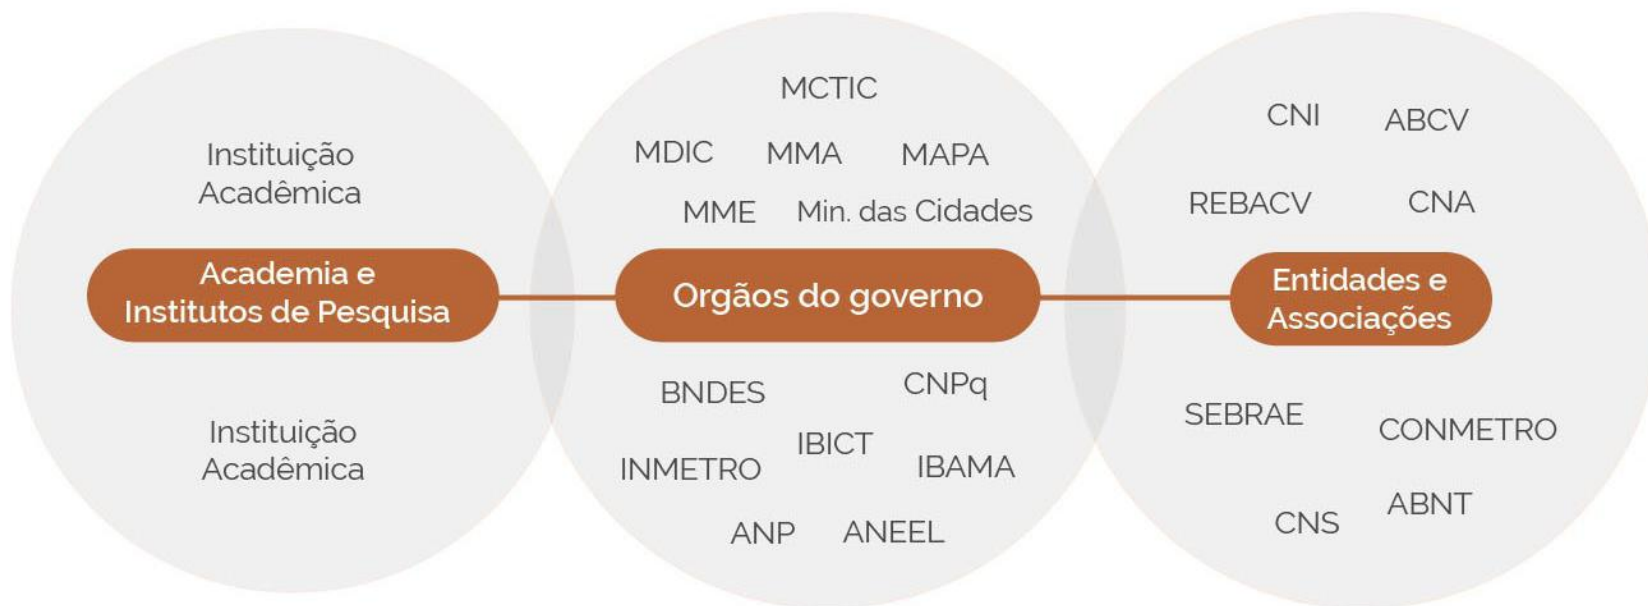 Instituição
Acadêmica
Academia e
Institutos de Pesquisa
Instituição
Acadêmica
MCTIC
MDIC MMA MAPA
MME Min. das Cidades
Orgãos do governo
BNDES CNPq
IBICT
INMETRO IBAMA
ANP ANEEL
CNI ABCV
REBACV CNA
Entidades e
Associações
SEBRAE CONMETRO
ABNT
CNS